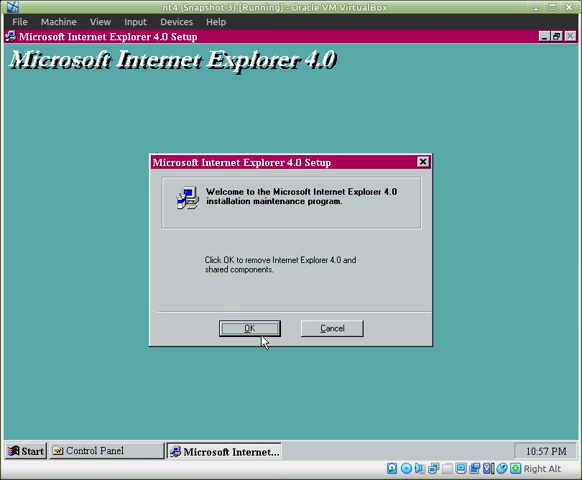 nt4 (Snapshot 3) [Running] - Oracle VM VirtualBox
File Machine View Input Devices Help
Microsoft Internet Explorer 4.0 Setup
Microsoft Internet Explorer 4.0
Microsoft Internet Explorer 4.0 Setup
Welcome to the Microsoft Internet Explorer 4.0
installation maintenance program.
Click OK to remove Internet Explorer 4.0 and
shared components.
OK Cancel
Start Control Panel Microsoft Internet... 10:57 PM
Right Alt